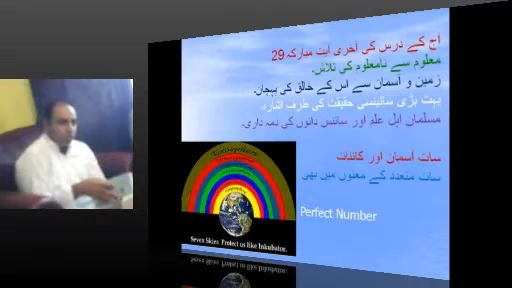 آج کے درس کی آخری آیت مبارکہ 29
معلوم سے نامعلوم کی تلاش.
زمین و آسمان سے اس کے خالق کی پہچان.
بہت بڑی سائنسی حقیقت کی طرف اشارہ.
مسلمان اہل علم اور سائنس دانوں کی ذمہ داری.
سات آسمان اور کائنات
سات متعدد کے معنوں میں بھی
Perfect Number
Seven Skies Protect us like Inkubator.